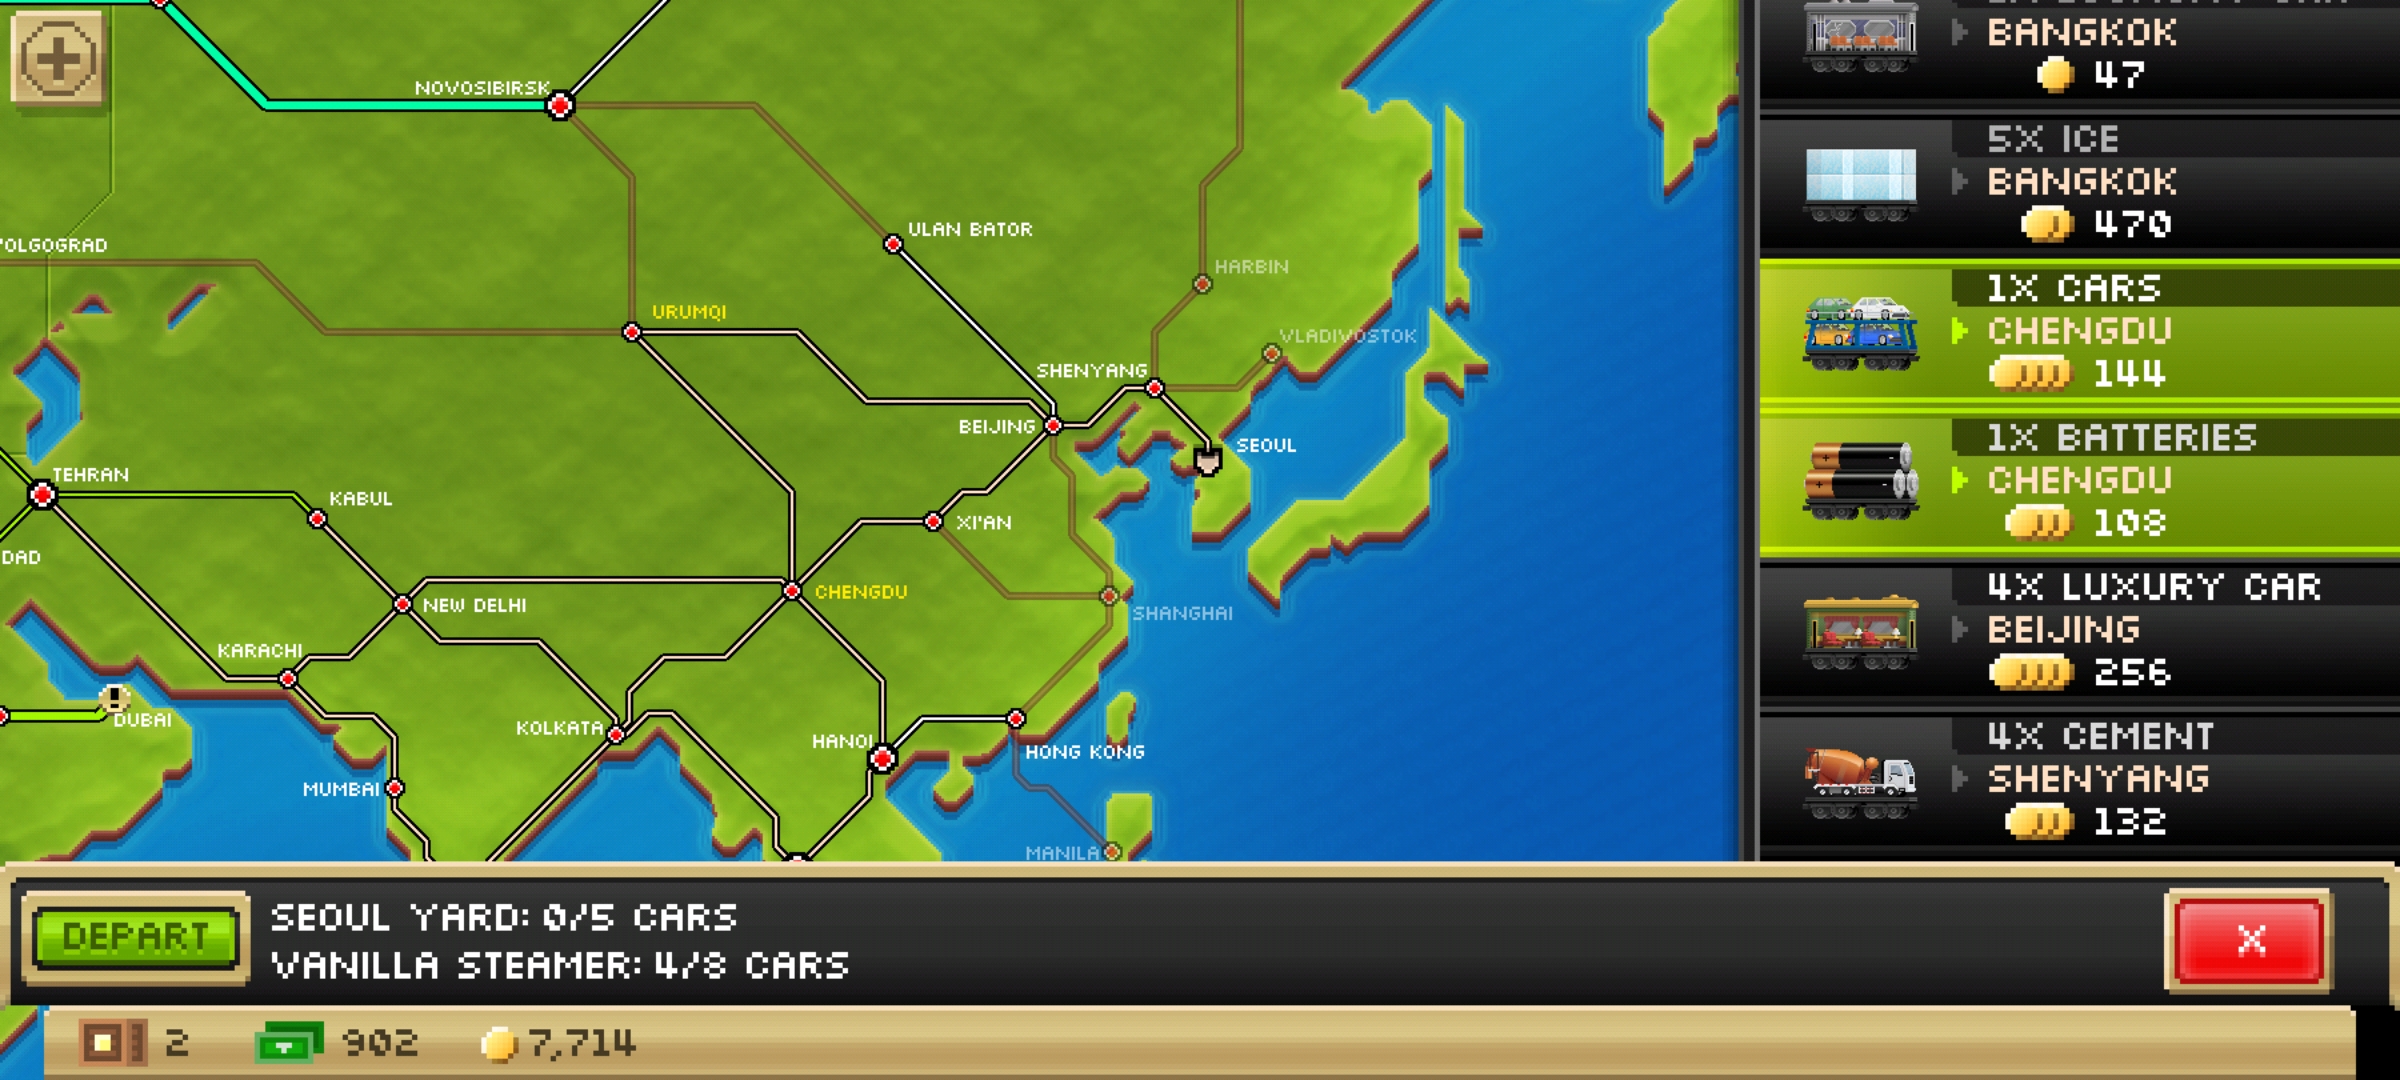 NOVOSIBIRSK
ULAN BATOR
HARBIN
URUMQI
VLADIVOSTOK
SHENYANG
BEIJING
SEOUL
TEHRAN
KABUL
XI'AN
DAD
NEW DELHI
CHENGDU
SHANGHAI
KARACHI
KOLKATA
DUBAI
HANOI
HONG KONG
MUMBAI
MANILA
OLGOGRAD
BANGKOK
47
5X ICE
BANGKOK
470
1X CARS
CHENGDU
144
1X BATTERIES
CHENGDU
108
4X LUXURY CAR
BEIJING
256
4X CEMENT
SHENYANG
132
DEPART
SEOUL YARD: 0/5 CARS
VANILLA STEAMER: 4/8 CARS
X
2
902
7,714